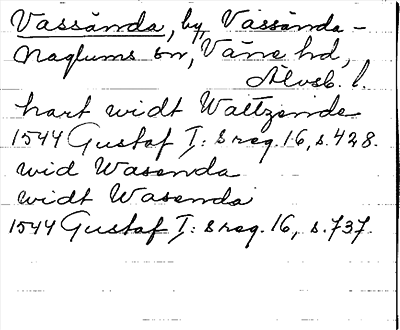 Vassända, by, Vassända-
Naglums sn, Väne hd,
Älvsb. l.
hart widt Waltzende
1544 Gustaf I: s reg. 16, s. 428.
wid Wasenda
widt Wasenda
1544 Gustaf I: s reg. 16, s. 737.